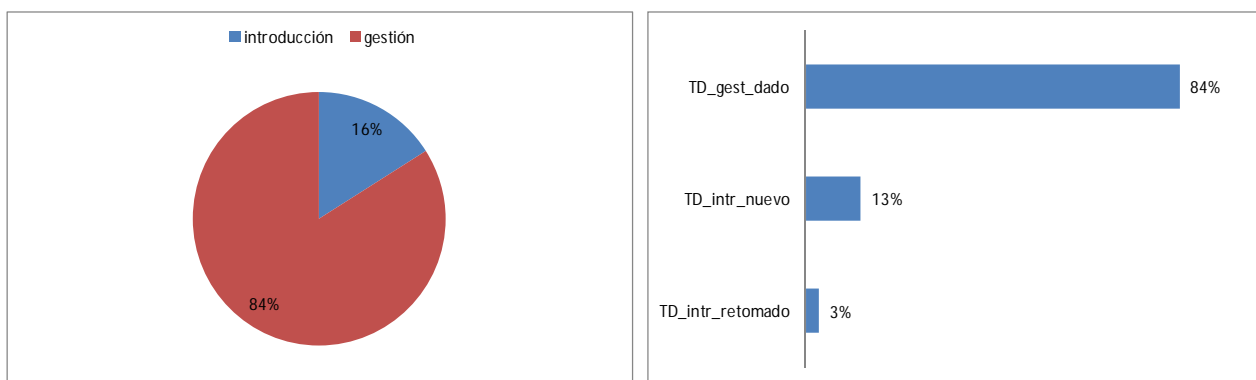 introducción gestión
16%
84%
TD_gest_dado 84%
TD_intr_nuevo 13%
TD_intr_retomado 3%